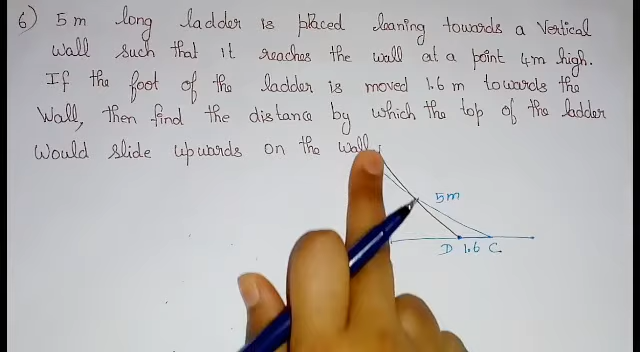 6) 5 m long ladder is placed leaning towards a vertical
wall such that it reaches the wall at a point 4m high.
If the foot of the ladder is moved 1.6 m towards the
wall, then find the distance by which the top of the ladder
would slide upwards on the wall.
5m
D 1.6 C